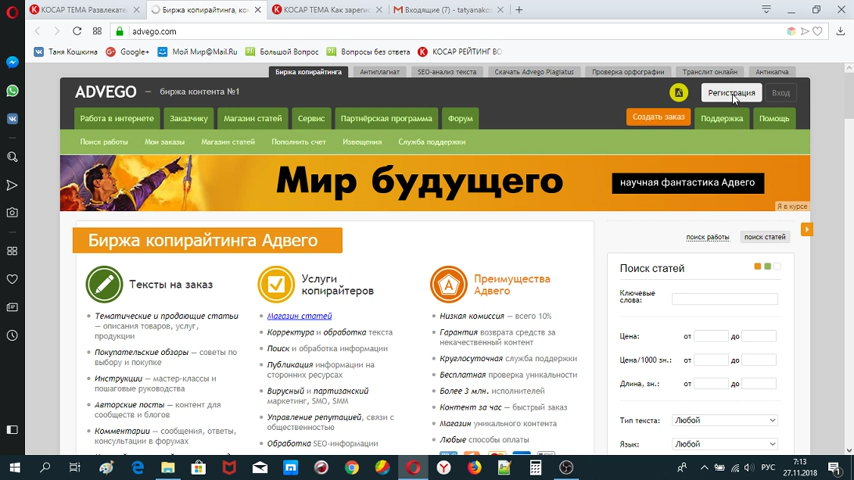 КОСАР ТЕМА Развлекат
Биржа копирайтинга, ко
КОСАР ТЕМА Как зареги
Входящие (7) - tatyanakо
advego.com
Таня Кошкина
Google+
Мой Мир@Mail.Ru
Большой Вопрос
Вопросы без ответа
КОСАР РЕЙТИНГ ВО
Биржа копирайтинга
Антиплагиат
SEO-анализ текста
Скачать Advego Plagiatus
Проверка орфографии
Транслит онлайн
Антикапча
ADVEGO — биржа контента №1
Регистрация
Вход
Работа в интернете
Заказчику
Магазин статей
Сервис
Партнёрская программа
Форум
Создать заказ
Поддержка
Помощь
Поиск работы
Мои заказы
Магазин статей
Пополнить счет
Извещения
Служба поддержки
Мир будущего
научная фантастика Адвего
Я в курсе
Биржа копирайтинга Адвего
Тексты на заказ
Тематические и продающие статьи
— описания товаров, услуг,
продукции
Покупательские обзоры — советы по
выбору и покупке
Инструкции — мастер-классы и
пошаговые руководства
Авторские посты — контент для
сообществ и блогов
Комментарии — сообщения, ответы,
консультации в форумах
Услуги
копирайтеров
Магазин статей
Корректура и обработка текста
Поиск и обработка информации
Публикация информации на
сторонних ресурсах
Вирусный и партизанский
маркетинг, SMO, SMM
Управление репутацией, связи с
общественностью
Обработка SEO-информации
Преимущества
Адвего
Низкая комиссия — всего 10%
Гарантия возврата средств за
некачественный контент
Круглосуточная служба поддержки
Бесплатная проверка уникальности
Более 3 млн. исполнителей
Контент за час — быстрый заказ
Магазин уникального контента
Любые способы оплаты
поиск работы
поиск статей
Поиск статей
Ключевые
слова:
Цена: от до
Цена/1000 зн.: от до
Длина, зн.: от до
Тип текста: Любой
Язык: Любой
РУС
7:13
27.11.2018